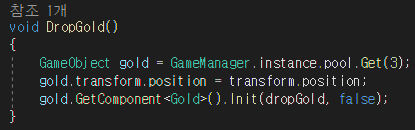 참조 1개
void DropGold()
{
    GameObject gold = GameManager.instance.pool.Get(3);
    gold.transform.position = transform.position;
    gold.GetComponent<Gold>().Init(dropGold, false);
}